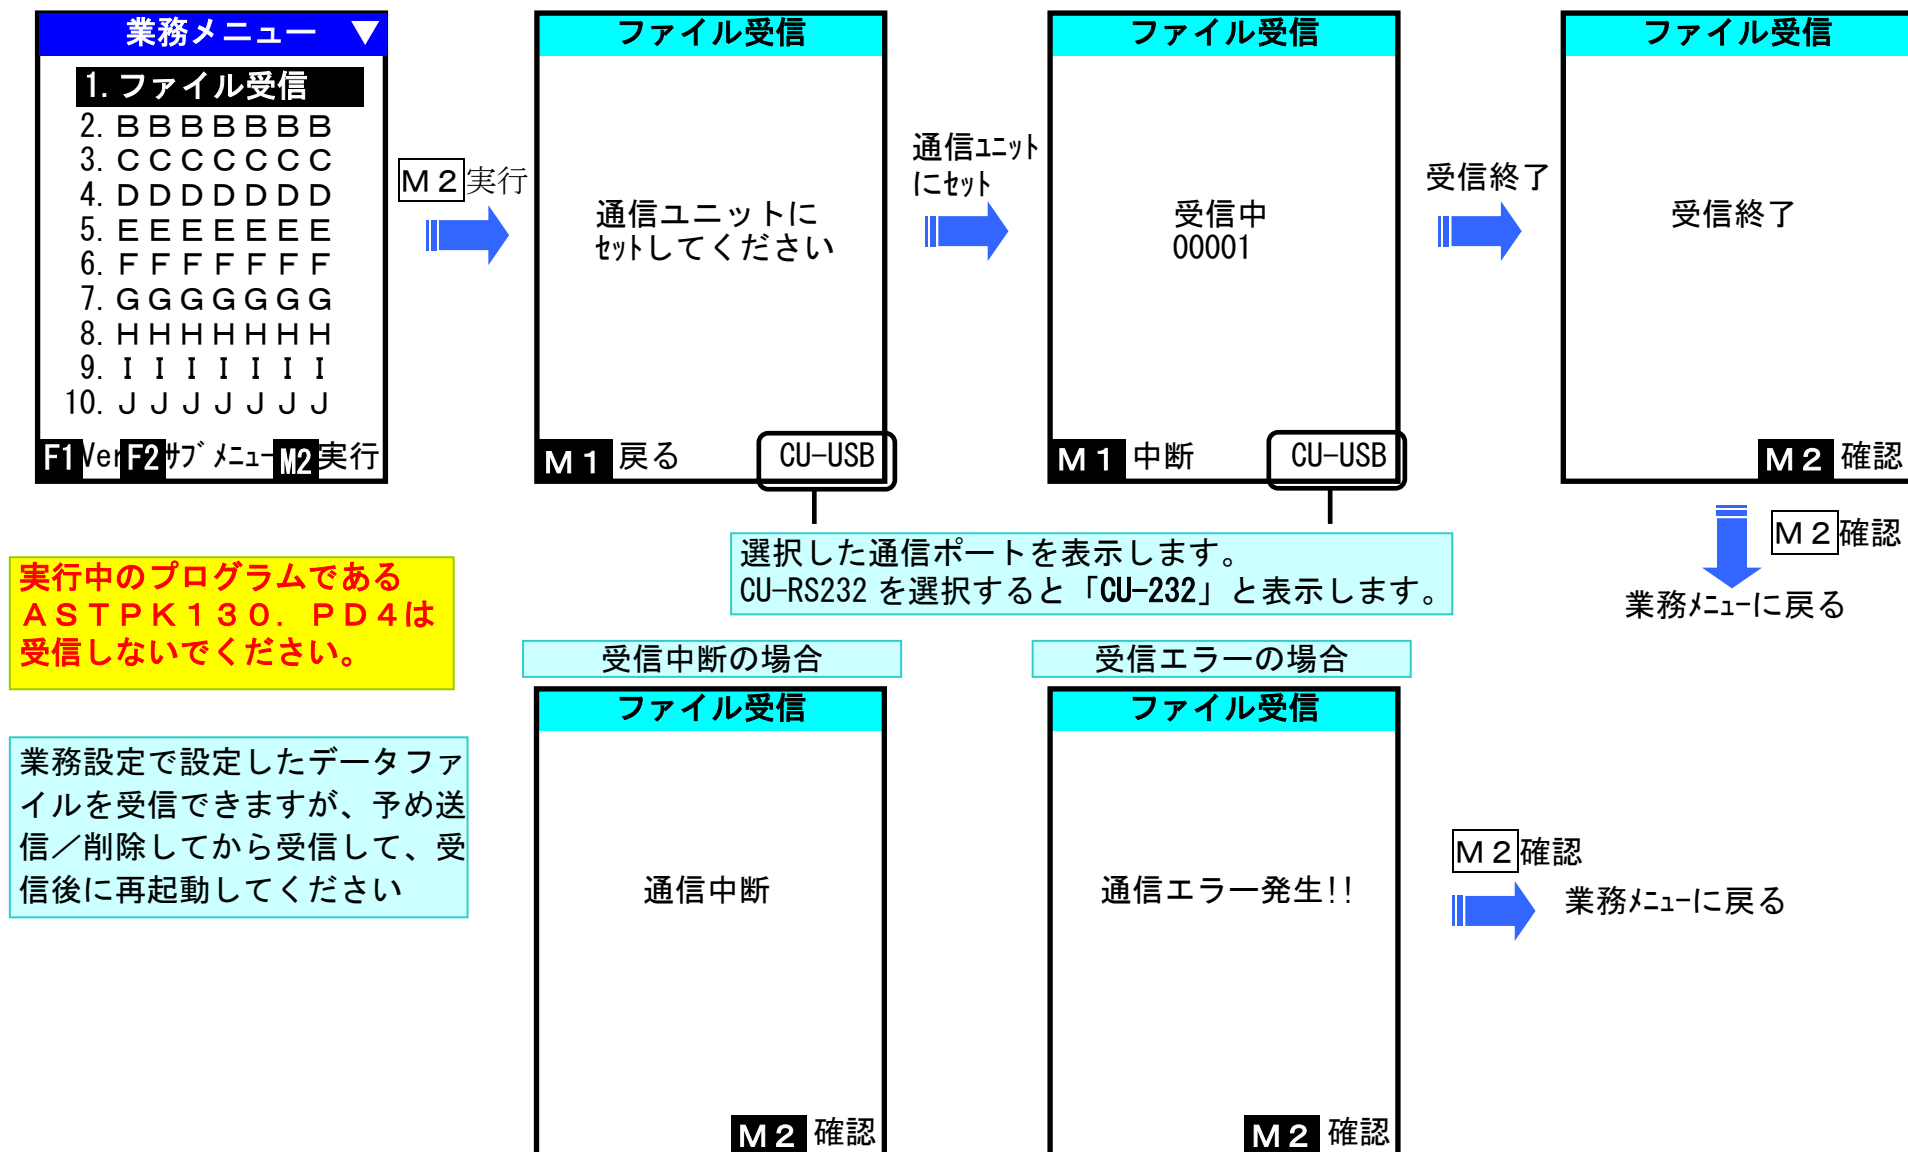 業務メニュー ▼
1. ファイル受信
2. ＢＢＢＢＢＢＢ
3. ＣＣＣＣＣＣＣ
4. ＤＤＤＤＤＤＤ
5. ＥＥＥＥＥＥＥ
6. ＦＦＦＦＦＦＦ
7. ＧＧＧＧＧＧＧ
8. ＨＨＨＨＨＨＨ
9. ＩＩＩＩＩＩＩ
10. ＪＪＪＪＪＪＪ
F1 Ver F2 ｻﾌﾞﾒﾆｭｰ M2 実行
Ｍ２実行
ファイル受信
通信ユニットに
ｾｯﾄしてください
Ｍ１ 戻る CU-USB
通信ﾕﾆｯﾄ
にｾｯﾄ
ファイル受信
受信中
00001
Ｍ１ 中断 CU-USB
受信終了
ファイル受信
受信終了
Ｍ２ 確認
Ｍ２確認
業務ﾒﾆｭｰに戻る
選択した通信ポートを表示します。
CU-RS232 を選択すると「CU-232」と表示します。
実行中のプログラムである
ＡＳＴＰＫ１３０．ＰＤ４は
受信しないでください。
業務設定で設定したデータファ
イルを受信できますが、予め送
信／削除してから受信して、受
信後に再起動してください
受信中断の場合
ファイル受信
通信中断
Ｍ２ 確認
受信エラーの場合
ファイル受信
通信エラー発生!!
Ｍ２ 確認
Ｍ２確認
業務ﾒﾆｭｰに戻る